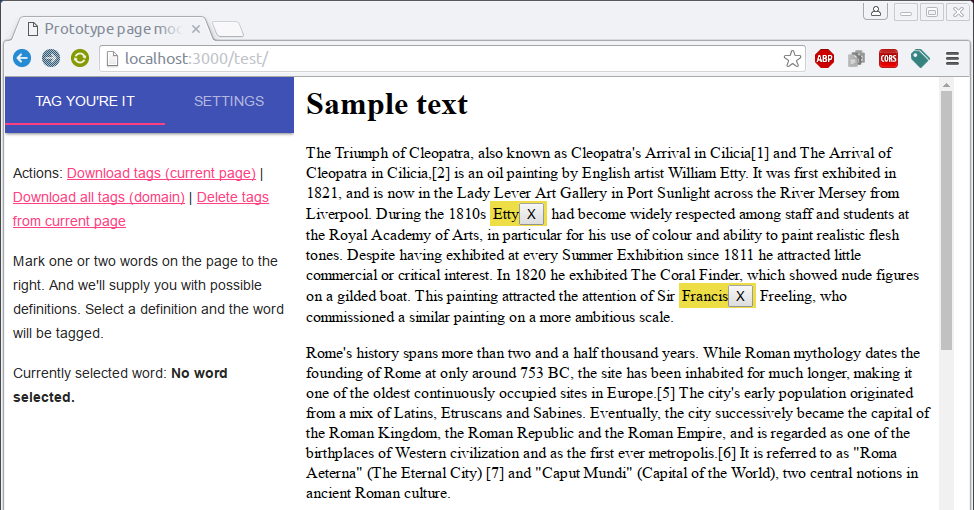 Prototype page moc
localhost:3000/test/
ABP
CORS
TAG YOU'RE IT
SETTINGS
Actions: Download tags (current page) |
Download all tags (domain) | Delete tags
from current page
Mark one or two words on the page to the
right. And we'll supply you with possible
definitions. Select a definition and the word
will be tagged.
Currently selected word: No word
selected.
Sample text
The Triumph of Cleopatra, also known as Cleopatra's Arrival in Cilicia[1] and The Arrival of
Cleopatra in Cilicia,[2] is an oil painting by English artist William Etty. It was first exhibited in
1821, and is now in the Lady Lever Art Gallery in Port Sunlight across the River Mersey from
Liverpool. During the 1810s Etty X had become widely respected among staff and students at
the Royal Academy of Arts, in particular for his use of colour and ability to paint realistic flesh
tones. Despite having exhibited at every Summer Exhibition since 1811 he attracted little
commercial or critical interest. In 1820 he exhibited The Coral Finder, which showed nude figures
on a gilded boat. This painting attracted the attention of Sir Francis X Freeling, who
commissioned a similar painting on a more ambitious scale.
Rome's history spans more than two and a half thousand years. While Roman mythology dates the
founding of Rome at only around 753 BC, the site has been inhabited for much longer, making it
one of the oldest continuously occupied sites in Europe.[5] The city's early population originated
from a mix of Latins, Etruscans and Sabines. Eventually, the city successively became the capital of
the Roman Kingdom, the Roman Republic and the Roman Empire, and is regarded as one of the
birthplaces of Western civilization and as the first ever metropolis.[6] It is referred to as "Roma
Aeterna" (The Eternal City) [7] and "Caput Mundi" (Capital of the World), two central notions in
ancient Roman culture.